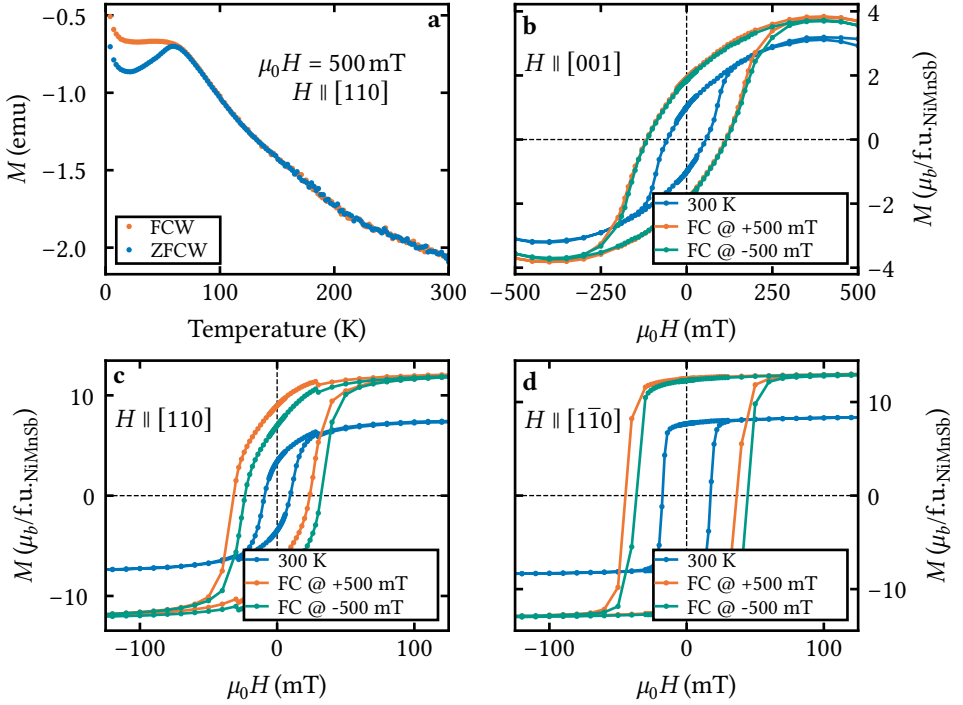 a
μ₀H = 500 mT
H ∥ [110]
M (emu)
−0.5
−1.0
−1.5
−2.0
FCW
ZFCW
0
100
200
300
Temperature (K)
b
H ∥ [001]
M (μb/f.u.NiMnSb)
4
2
0
−2
−4
300 K
FC @ +500 mT
FC @ -500 mT
−500
−250
0
250
500
μ₀H (mT)
c
H ∥ [110]
M (μb/f.u.NiMnSb)
10
0
−10
300 K
FC @ +500 mT
FC @ -500 mT
−100
0
100
μ₀H (mT)
d
H ∥ [11̄0]
M (μb/f.u.NiMnSb)
10
0
−10
300 K
FC @ +500 mT
FC @ -500 mT
−100
0
100
μ₀H (mT)